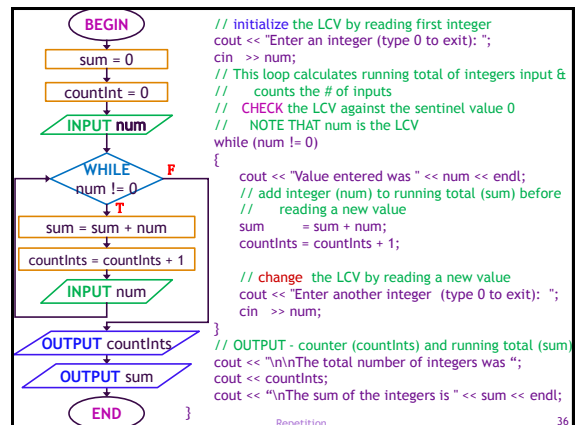 BEGIN
sum = 0
countInt = 0
INPUT num
WHILE
num != 0
F
T
sum = sum + num
countInts = countInts + 1
INPUT num
OUTPUT countInts
OUTPUT sum
END
// initialize the LCV by reading first integer
cout << "Enter an integer (type 0 to exit): ";
cin >> num;
// This loop calculates running total of integers input &
// counts the # of inputs
// CHECK the LCV against the sentinel value 0
// NOTE THAT num is the LCV
while (num != 0)
{
cout << "Value entered was " << num << endl;
// add integer (num) to running total (sum) before
// reading a new value
sum = sum + num;
countInts = countInts + 1;
// change the LCV by reading a new value
cout << "Enter another integer (type 0 to exit): ";
cin >> num;
}
// OUTPUT - counter (countInts) and running total (sum)
cout << "\n\nThe total number of integers was “;
cout << countInts;
cout << “\nThe sum of the integers is " << sum << endl;
}
Repetition
36